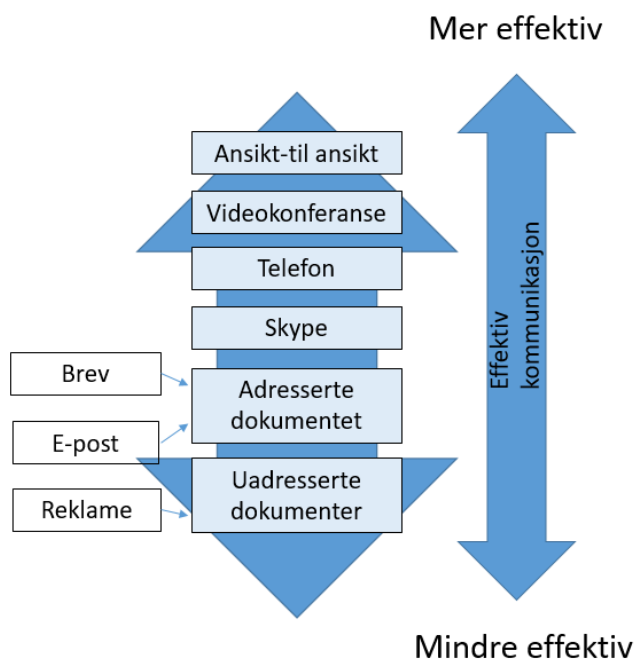 Mer effektiv
Ansikt-til ansikt
Videokonferanse
Telefon
Skype
Effektiv
kommunikasjon
Brev
Adresserte
dokumentet
E-post
Uadresserte
dokumenter
Reklame
Mindre effektiv